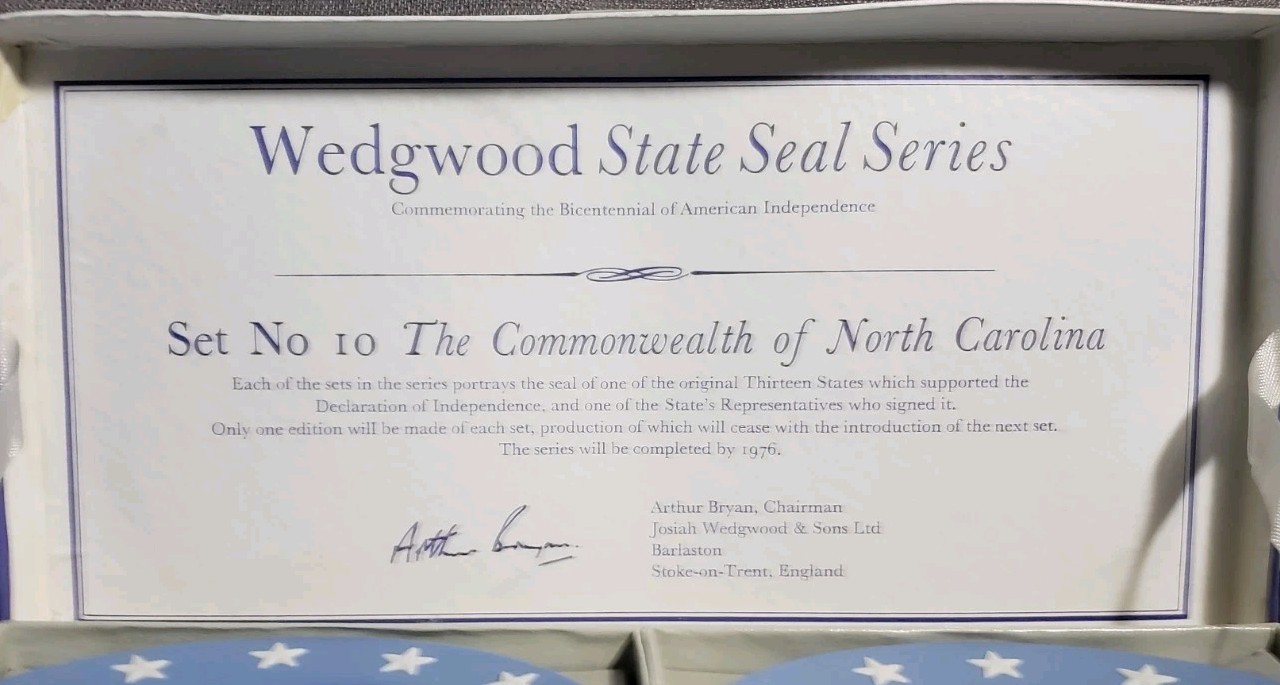 Wedgwood State Seal Series
Commemorating the Bicentennial of American Independence
Set No 10 The Commonwealth of North Carolina
Each of the sets in the series portrays the seal of one of the original Thirteen States which supported the
Declaration of Independence, and one of the State's Representatives who signed it.
Only one edition will be made of each set, production of which will cease with the introduction of the next set.
The series will be completed by 1976.
Arthur Bryan
Arthur Bryan, Chairman
Josiah Wedgwood & Sons Ltd
Barlaston
Stoke-on-Trent, England